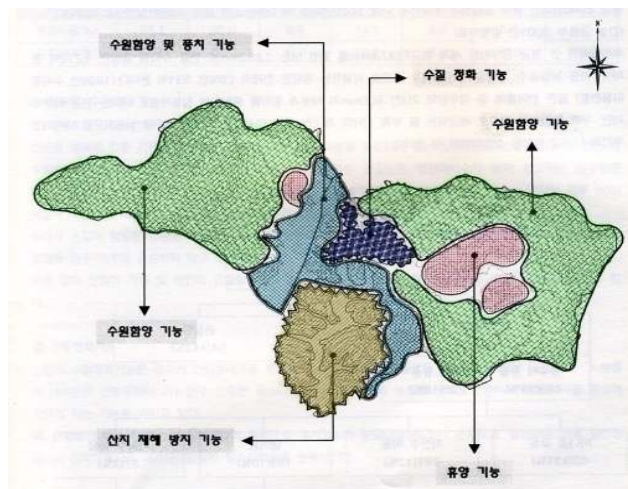 수원함양 및 풍치 기능
수질 정화 기능
수원함양 기능
수원함양 기능
산지 재해 방지 기능
휴양 기능